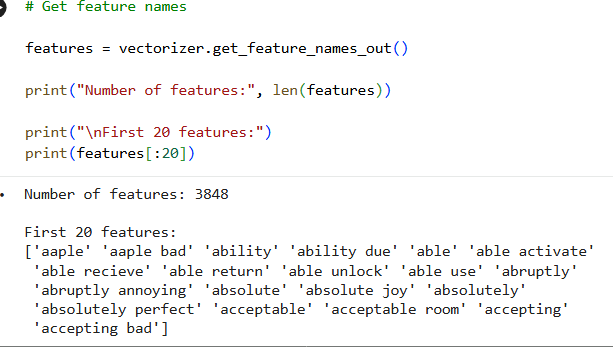 # Get feature names
features = vectorizer.get_feature_names_out()
print("Number of features:", len(features))
print("\nFirst 20 features:")
print(features[:20])
Number of features: 3848
First 20 features:
['aaple' 'aaple bad' 'ability' 'ability due' 'able' 'able activate'
'able recieve' 'able return' 'able unlock' 'able use' 'abruptly'
'abruptly annoying' 'absolute' 'absolute joy' 'absolutely'
'absolutely perfect' 'acceptable' 'acceptable room' 'accepting'
'accepting bad']